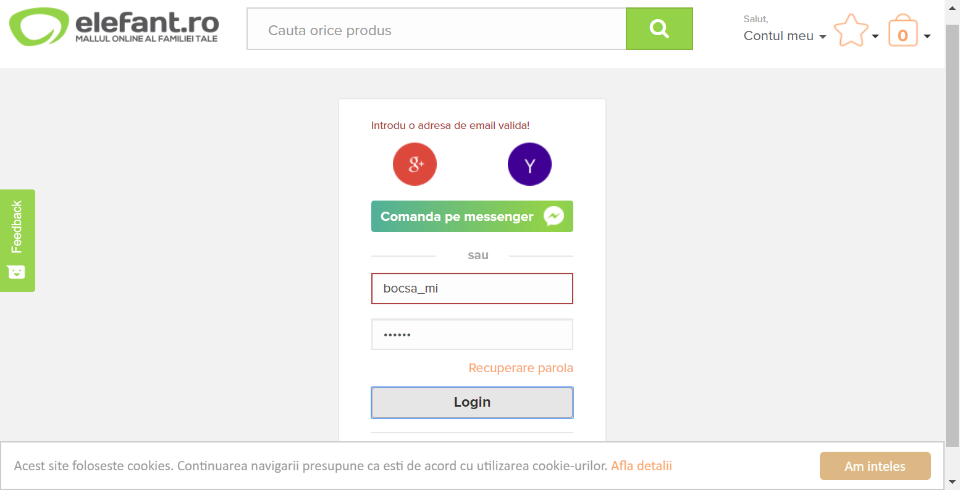 elefant.ro
MALLUL ONLINE AL FAMILIEI TALE
Cauta orice produs
Salut,
Contul meu
0
Introdu o adresa de email valida!
g+
Y
Comanda pe messenger
sau
bocsa_mi
••••••
Recuperare parola
Login
Feedback
Acest site foloseste cookies. Continuarea navigarii presupune ca esti de acord cu utilizarea cookie-urilor. Afla detalii
Am inteles